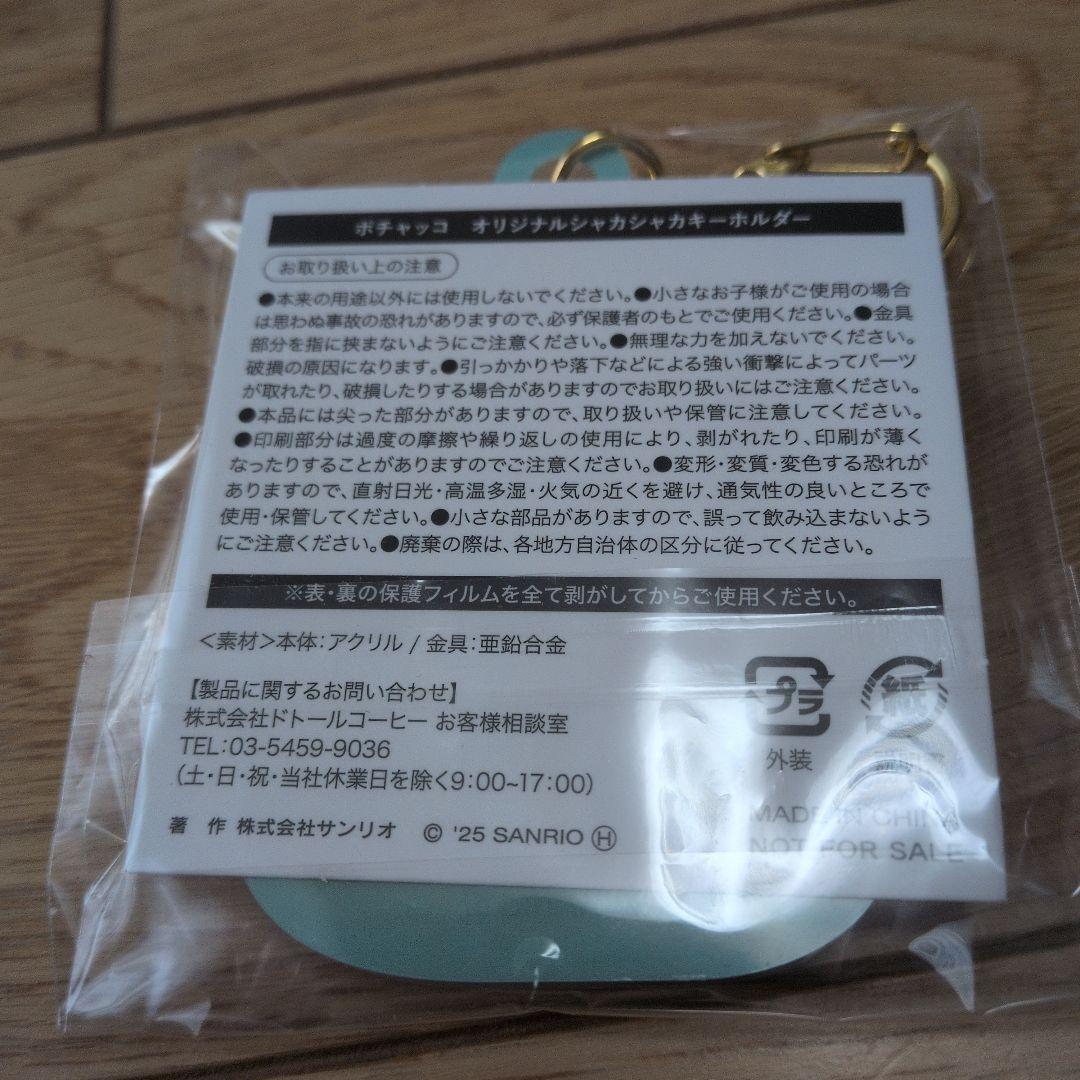 ポチャッコ　オリジナルシャカシャカキーホルダー
お取り扱い上の注意
●本来の用途以外には使用しないでください。●小さなお子様がご使用の場合
は思わぬ事故の恐れがありますので、必ず保護者のもとでご使用ください。●金具
部分を指に挟まないようにご注意ください。●無理な力を加えないでください。
破損の原因になります。●引っかかりや落下などによる強い衝撃によってパーツ
が取れたり、破損したりする場合がありますのでお取り扱いにはご注意ください。
●本品には尖った部分がありますので、取り扱いや保管に注意してください。
●印刷部分は過度の摩擦や繰り返しの使用により、剥がれたり、印刷が薄く
なったりすることがありますのでご注意ください。●変形・変質・変色する恐れが
ありますので、直射日光・高温多湿・火気の近くを避け、通気性の良いところで
使用・保管してください。●小さな部品がありますので、誤って飲み込まないよう
にご注意ください。●廃棄の際は、各地方自治体の区分に従ってください。
※表・裏の保護フィルムを全て剥がしてからご使用ください。
<素材>本体：アクリル / 金具：亜鉛合金
【製品に関するお問い合わせ】
株式会社ドトールコーヒー お客様相談室
TEL：03-5459-9036
（土・日・祝・当社休業日を除く9:00~17:00）
著 作 株式会社サンリオ © '25 SANRIO Ⓗ
プラ
外装
紙
MADE IN CHINA
NOT FOR SALE